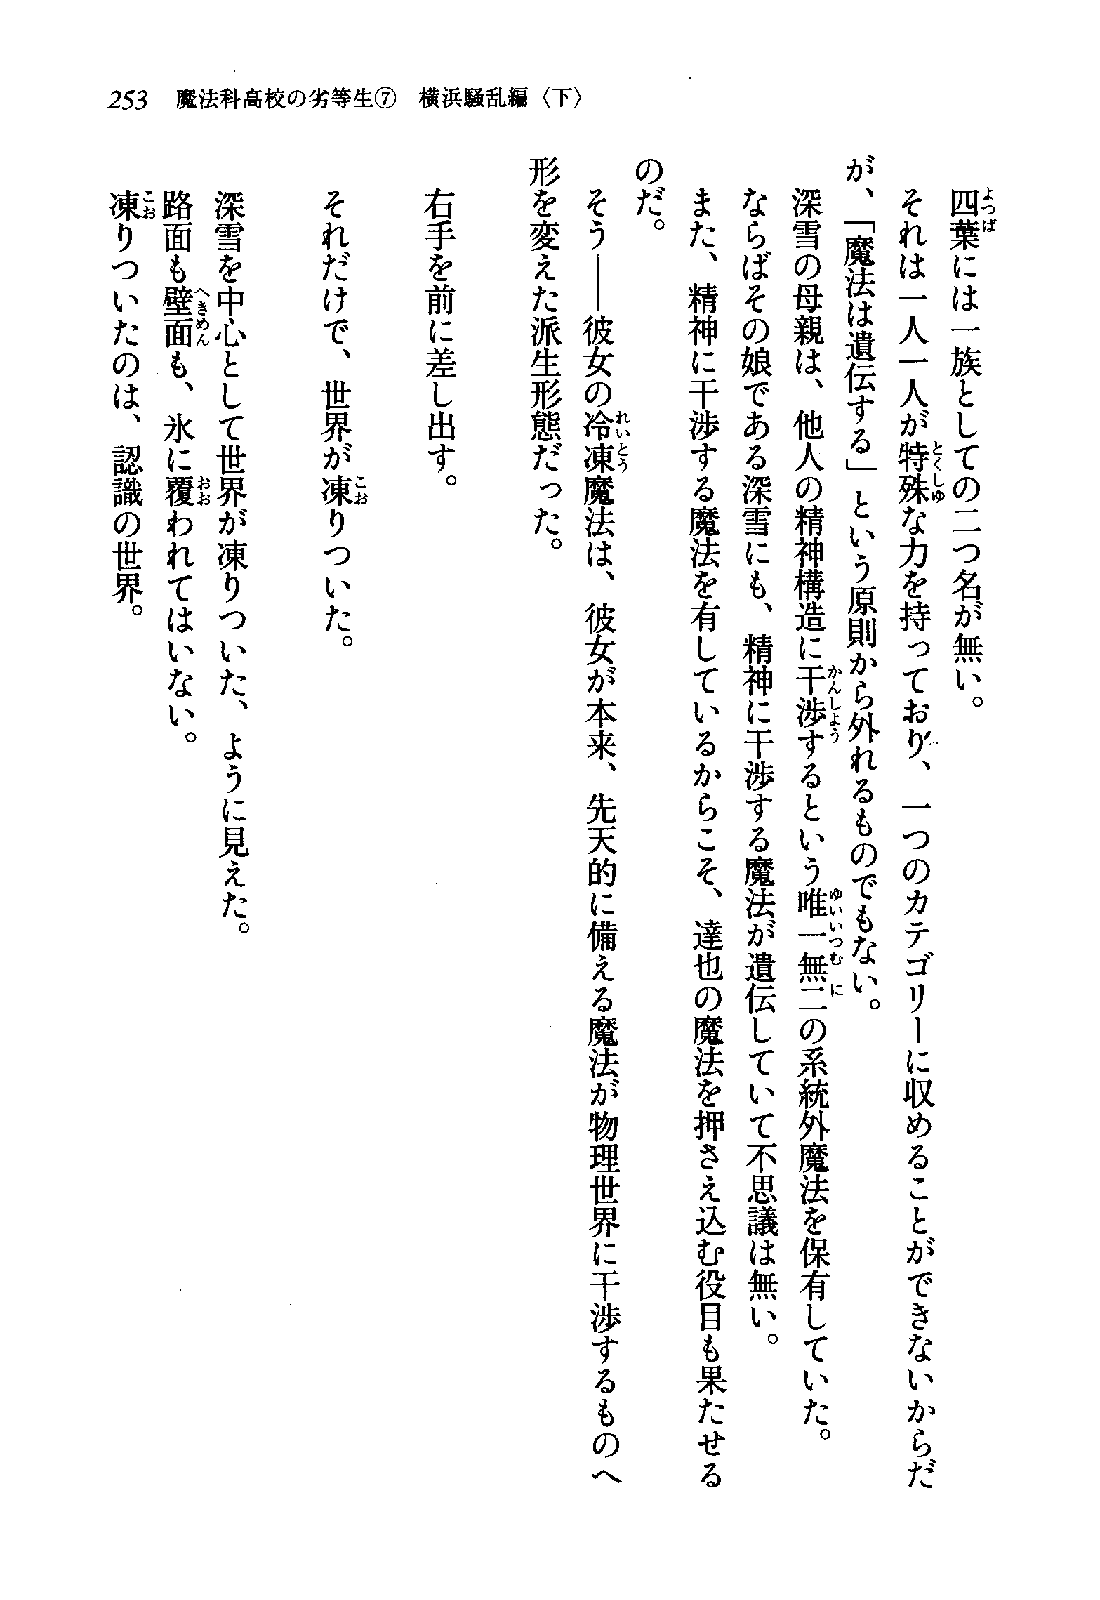 253　魔法科高校の劣等生⑦　横浜騒乱編〈下〉
四葉には一族としての二つ名が無い。
それは一人一人が特殊な力を持っており、一つのカテゴリーに収めることができないからだ
が、「魔法は遺伝する」という原則から外れるものでもない。
深雪の母親は、他人の精神構造に干渉するという唯一無二の系統外魔法を保有していた。
ならばその娘である深雪にも、精神に干渉する魔法が遺伝していて不思議は無い。
また、精神に干渉する魔法を有しているからこそ、達也の魔法を押さえ込む役目も果たせる
のだ。
そう――彼女の冷凍魔法は、彼女が本来、先天的に備える魔法が物理世界に干渉するものへ
形を変えた派生形態だった。
右手を前に差し出す。
それだけで、世界が凍りついた。
深雪を中心として世界が凍りついた、ように見えた。
路面も壁面も、氷に覆われてはいない。
凍りついたのは、認識の世界。